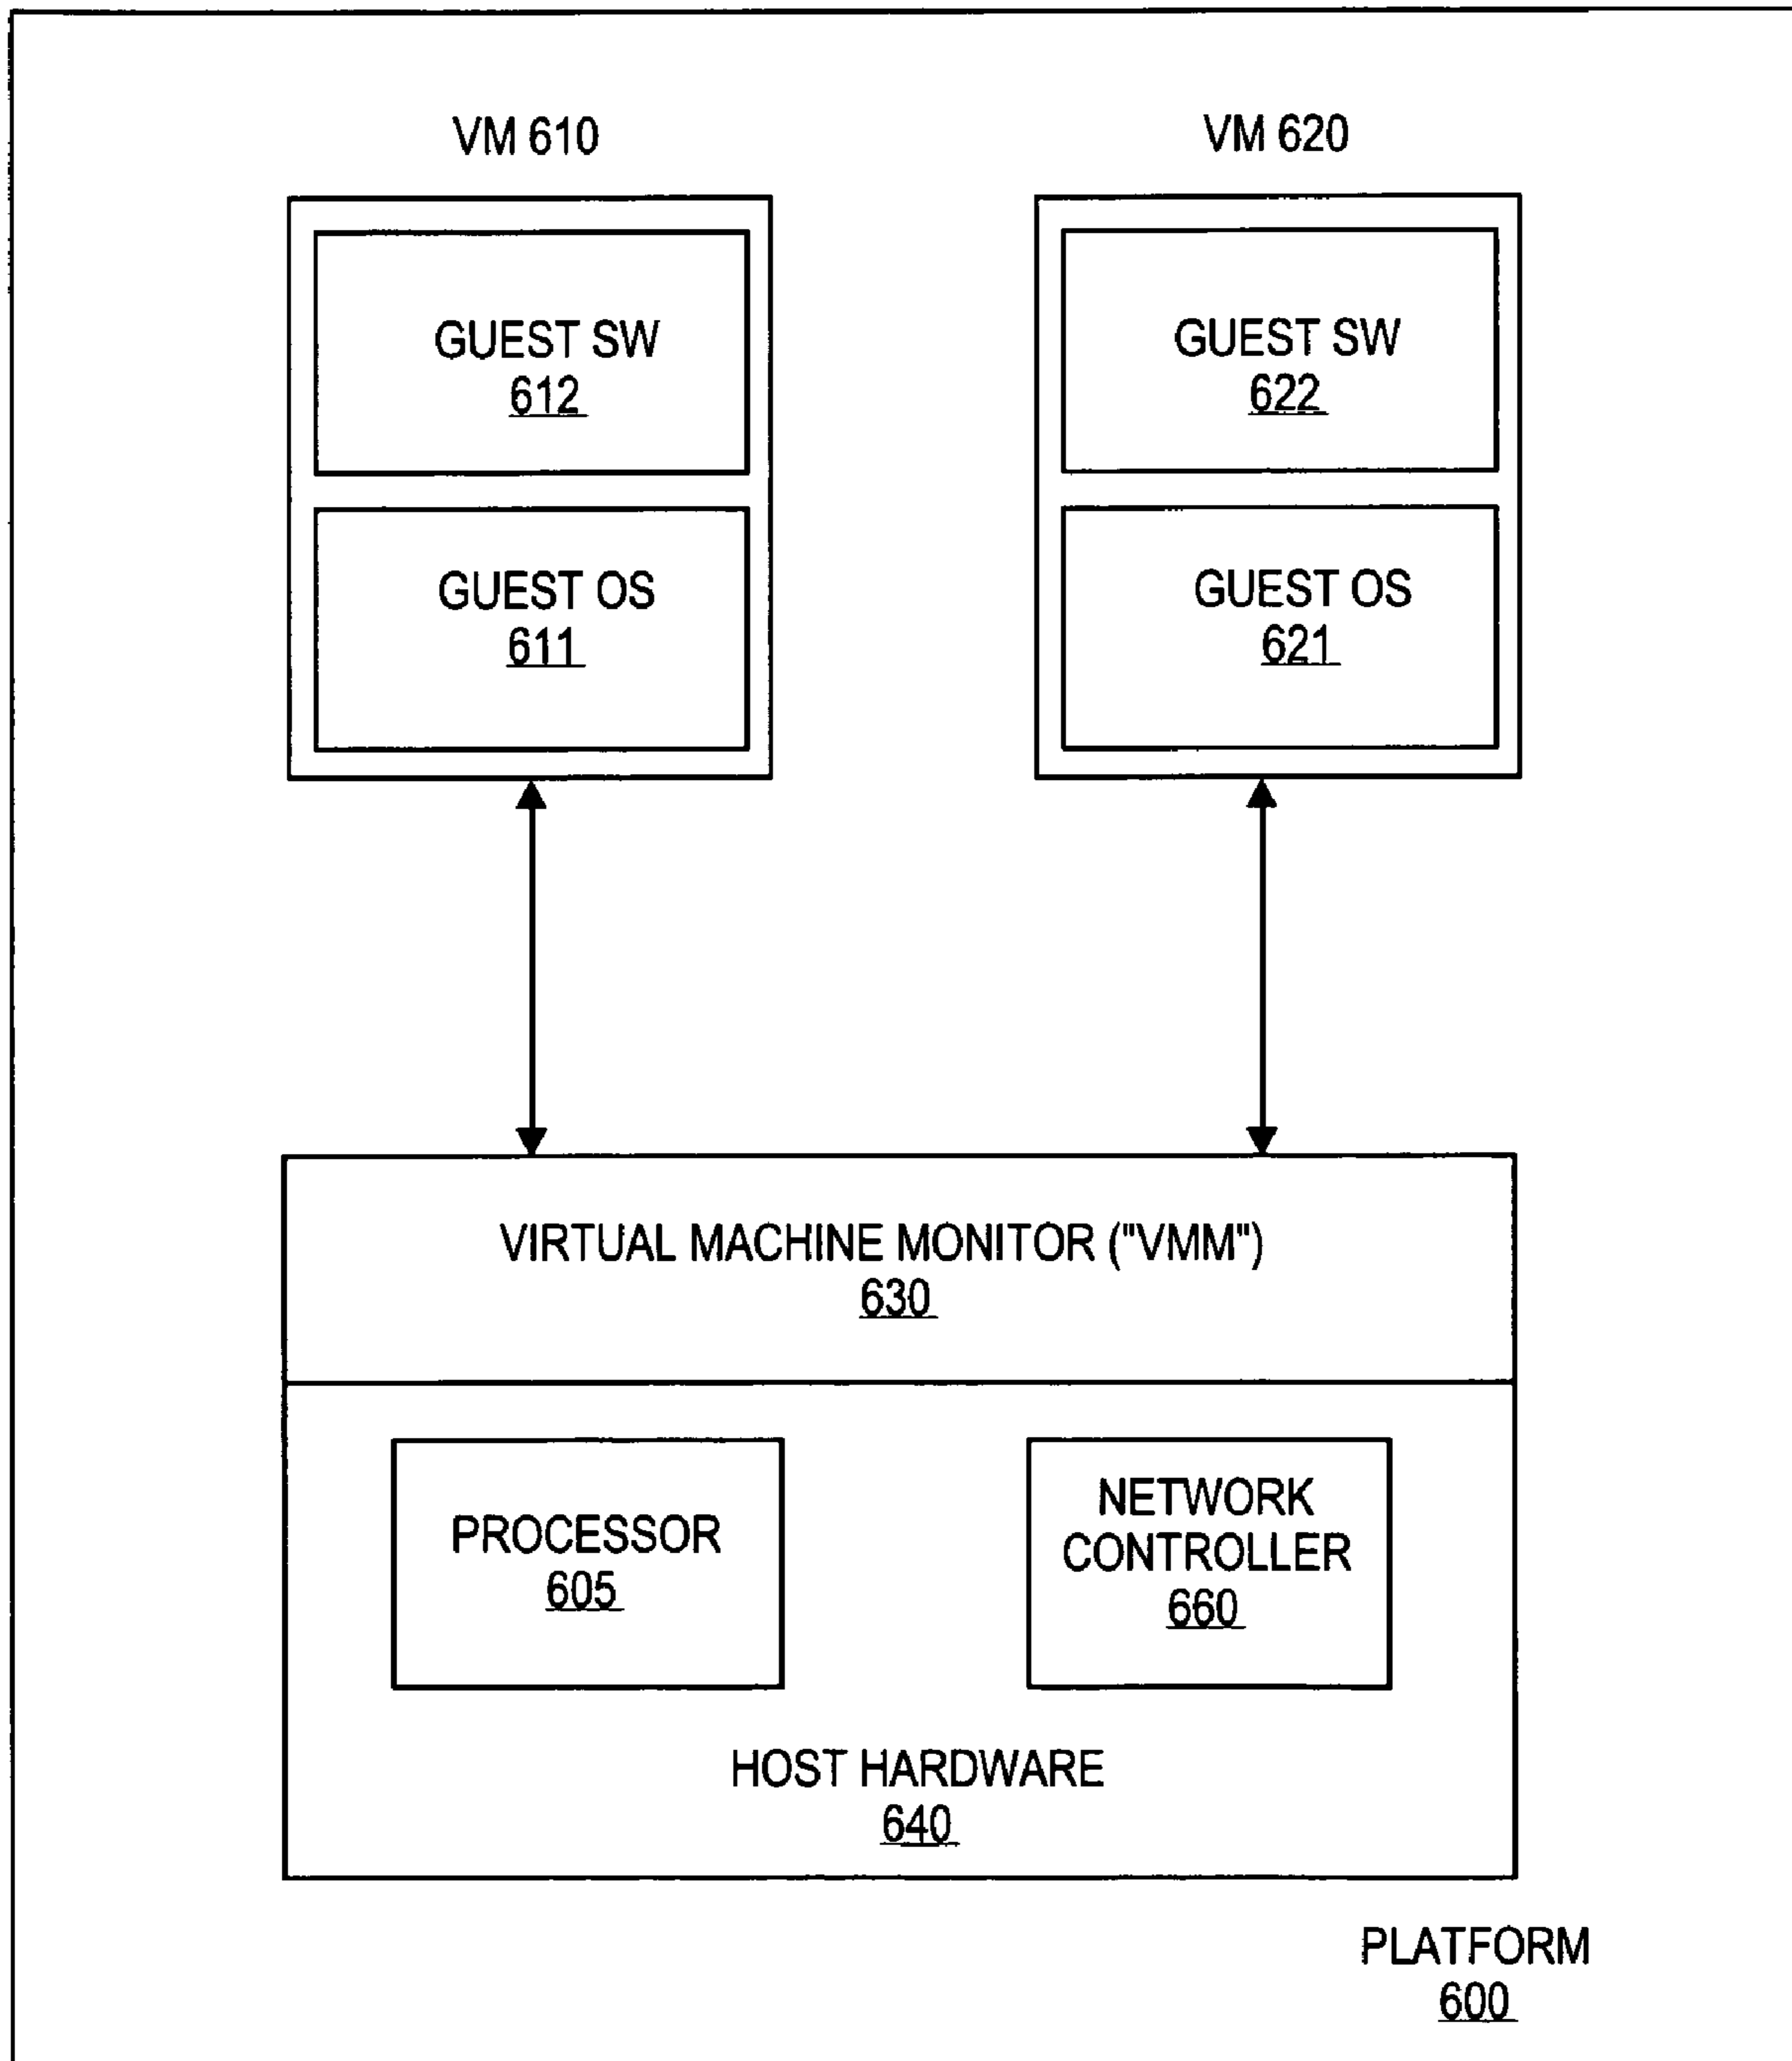 VM 610
VM 620
GUEST SW
612
GUEST SW
622
GUEST OS
611
GUEST OS
621
VIRTUAL MACHINE MONITOR ("VMM")
630
PROCESSOR
605
NETWORK
CONTROLLER
660
HOST HARDWARE
640
PLATFORM
600